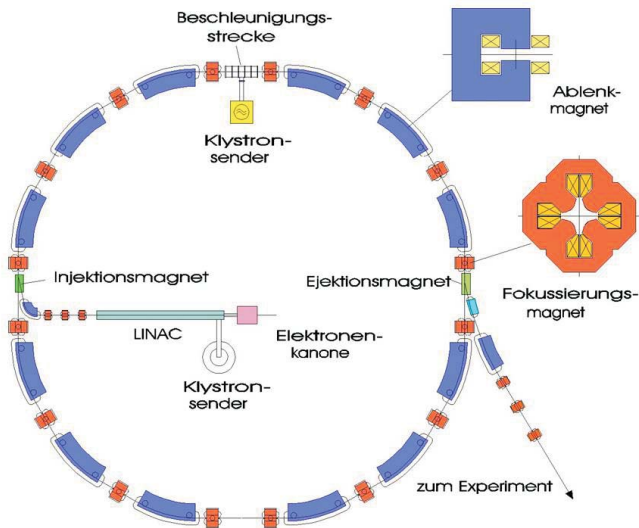 Beschleunigungs-
strecke
Klystron-
sender
Ablenk-
magnet
Injektionsmagnet
Ejektionsmagnet
Fokussierungs-
magnet
LINAC
Elektronen-
kanone
Klystron-
sender
zum Experiment